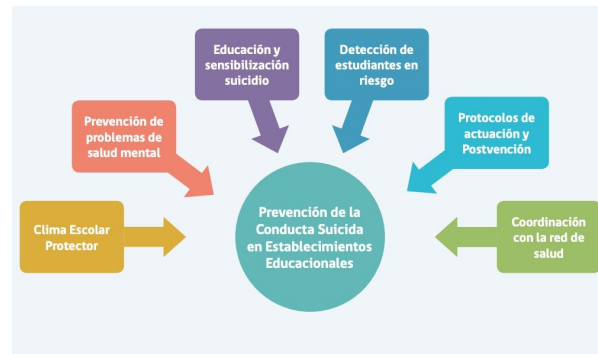 Educación y
sensibilización
suicidio
Detección de
estudiantes en
riesgo
Prevención de
problemas de
salud mental
Protocolos de
actuación y
Postvención
Clima Escolar
Protector
Prevención de la
Conducta Suicida
en Establecimientos
Educacionales
Coordinación
con la red de
salud